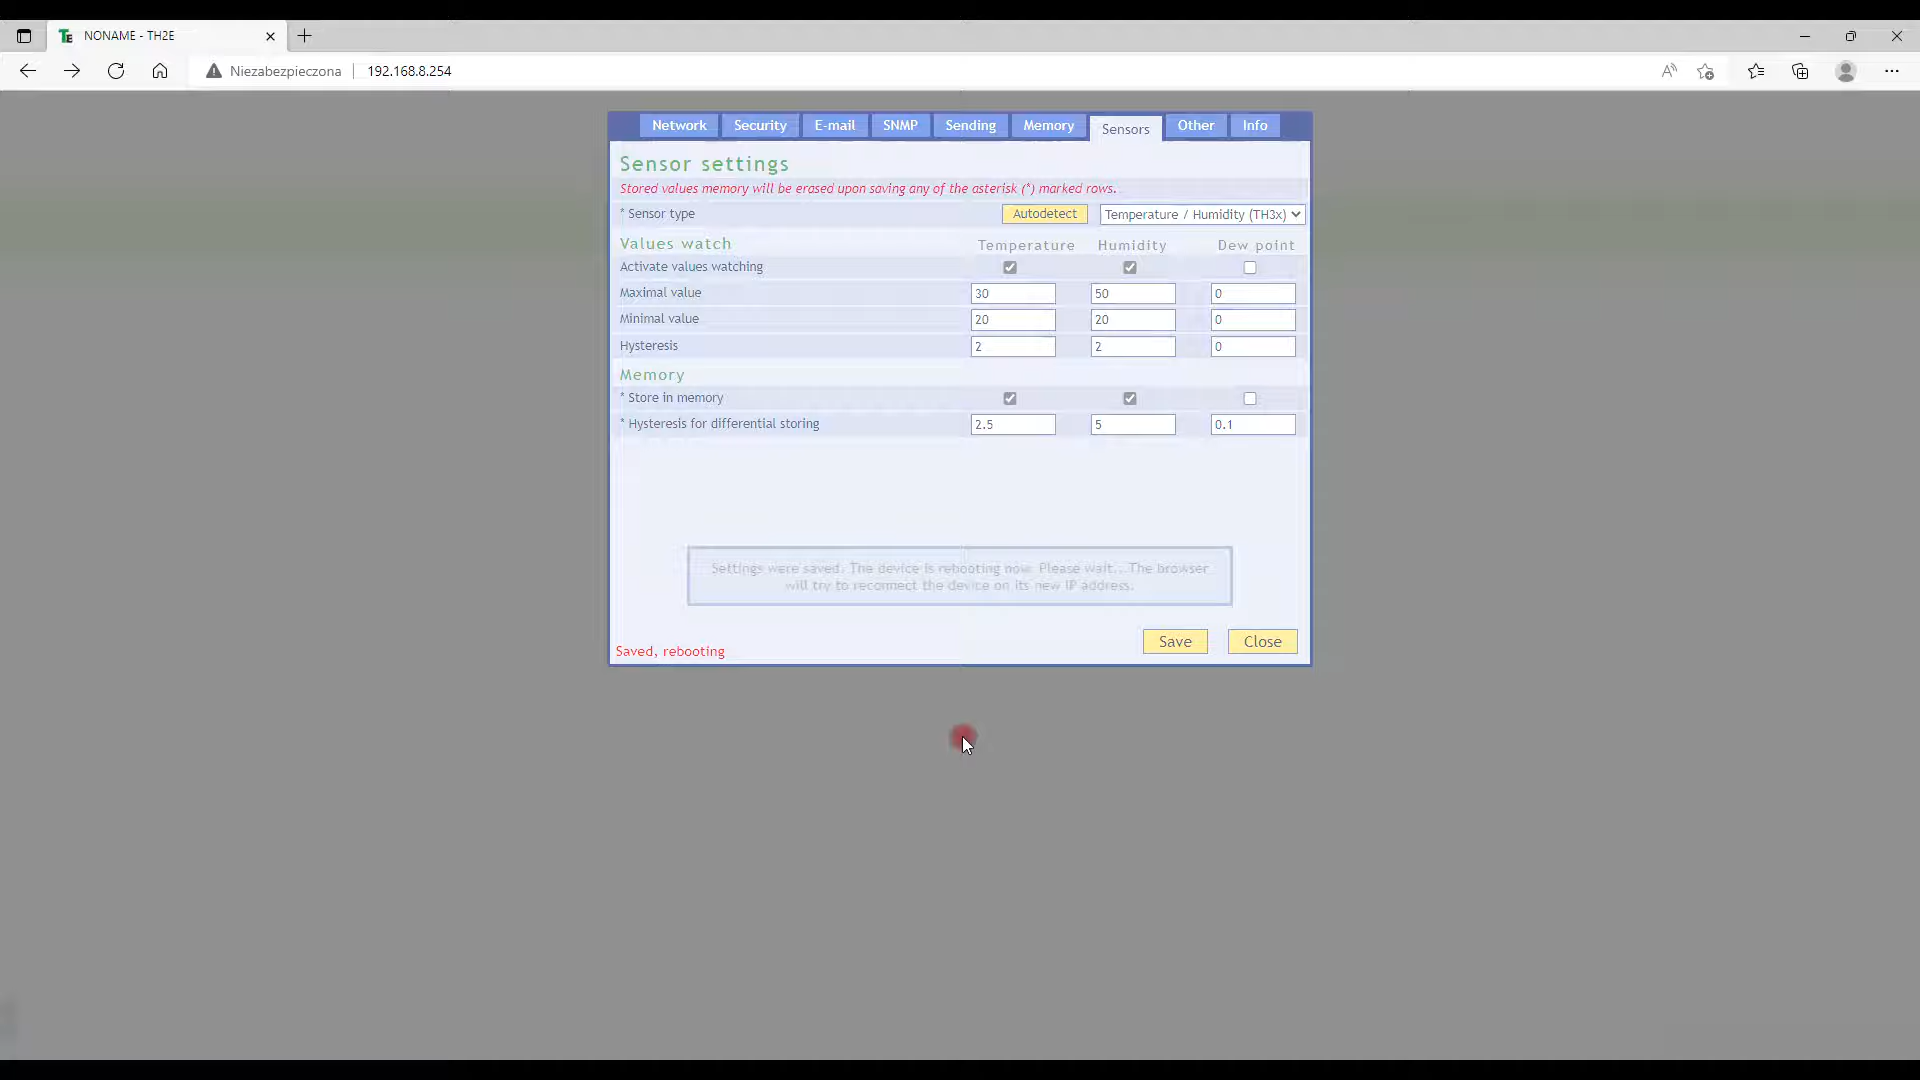 NONAME - TH2E
Niezabezpieczona 192.168.8.254
Network Security E-mail SNMP Sending Memory Sensors Other Info
Sensor settings
Stored values memory will be erased upon saving any of the asterisk (*) marked rows.
* Sensor type Autodetect Temperature / Humidity (TH3x)
Values watch Temperature Humidity Dew point
Activate values watching
Maximal value 30 50 0
Minimal value 20 20 0
Hysteresis 2 2 0
Memory
* Store in memory
* Hysteresis for differential storing 2.5 5 0.1
Settings were saved. The device is rebooting now. Please wait... The browser
will try to reconnect the device on its new IP address.
Save Close
Saved, rebooting